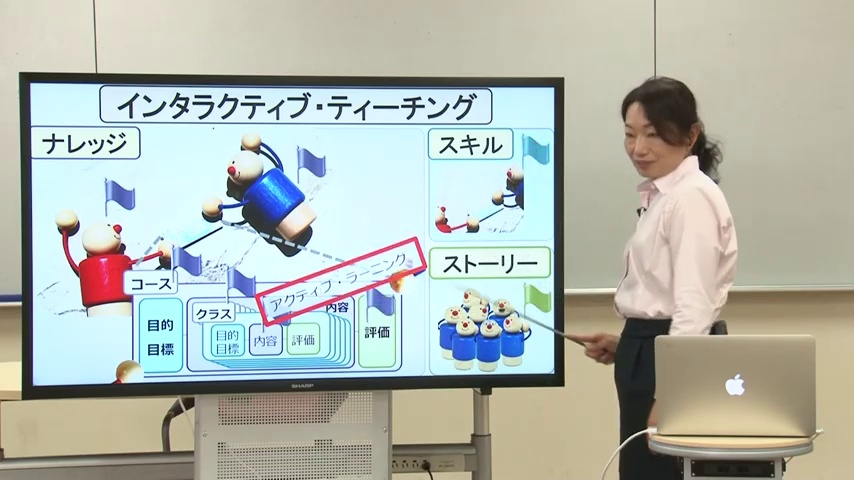 インタラクティブ・ティーチング
ナレッジ
スキル
ストーリー
アクティブ・ラーニング
コース
目的
目標
クラス
目的
目標
内容
評価
内容
評価
SHARP